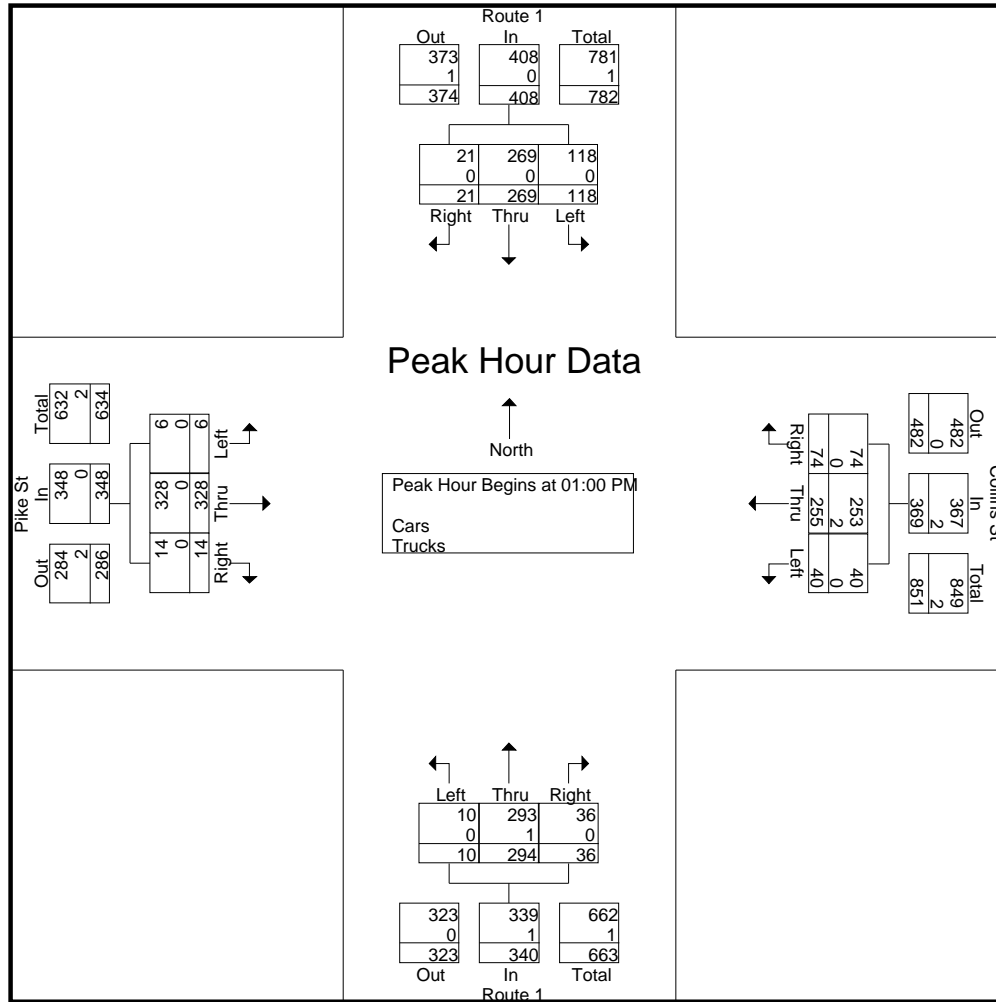 Route 1
Out In Total
373 408 781
1 0 1
374 408 782
21 269 118
0 0 0
21 269 118
Right Thru Left
Peak Hour Data
North
Peak Hour Begins at 01:00 PM
Cars
Trucks
Pike St
Out In Total
284 348 632
2 0 2
286 348 634
14 328 6
0 0 0
14 328 6
Right Thru Left
Collins St
Out In Total
482 367 849
0 2 2
482 369 851
74 253 40
0 2 0
74 255 40
Right Thru Left
Left Thru Right
10 293 36
0 1 0
10 294 36
323 339 662
0 1 1
323 340 663
Out In Total
Route 1